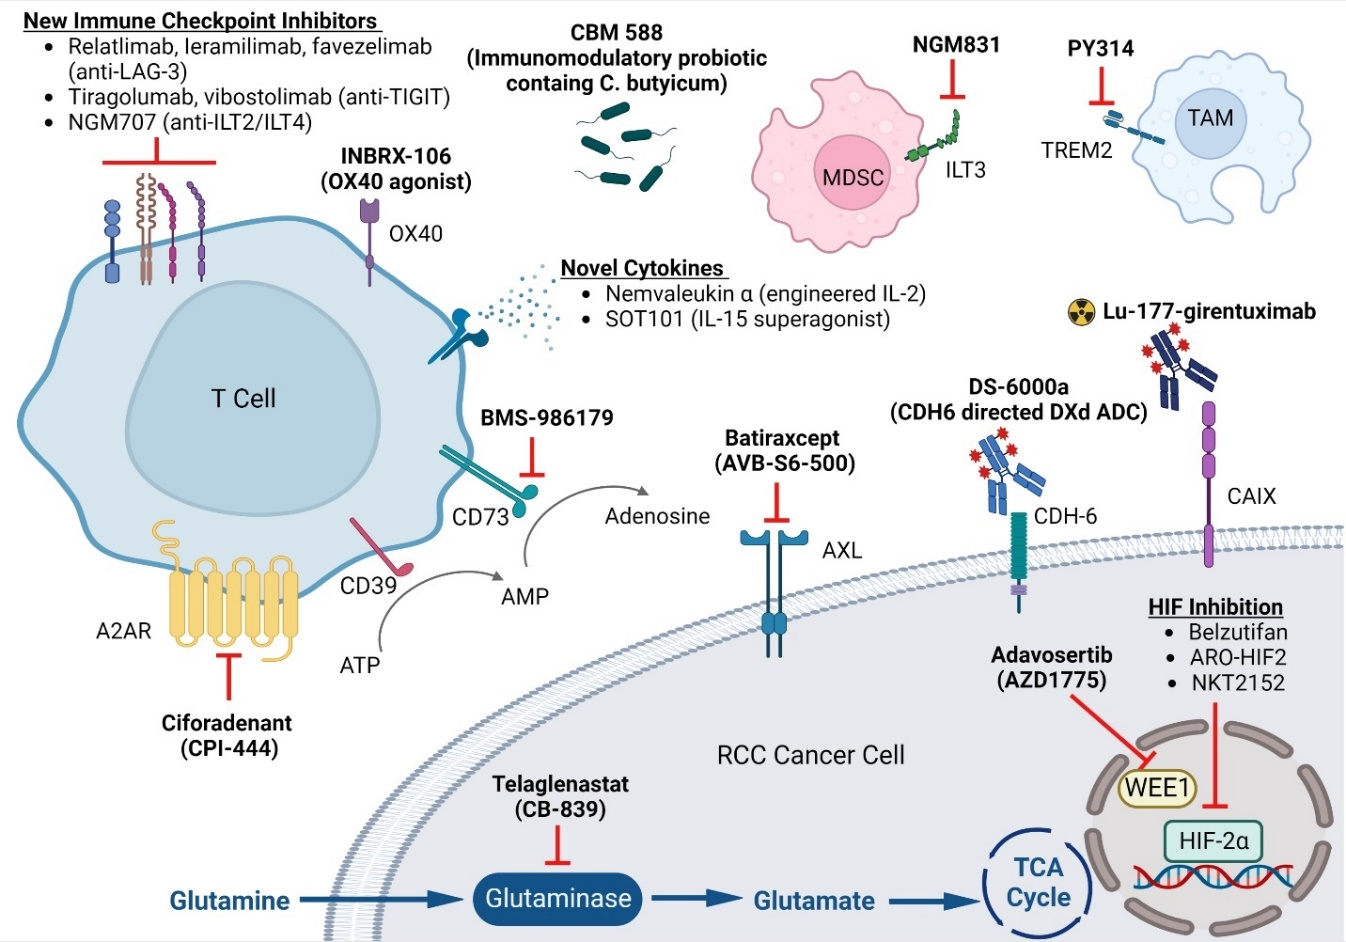 New Immune Checkpoint Inhibitors
• Relatlimab, Ieramilimab, favezelimab
(anti-LAG-3)
• Tiragolumab, vibostolimab (anti-TIGIT)
• NGM707 (anti-ILT2/ILT4)
INBRX-106
(OX40 agonist)
OX40
CBM 588
(Immunomodulatory probiotic
containg C. butyicum)
NGM831
MDSC
ILT3
PY314
TREM2
TAM
T Cell
Novel Cytokines
• Nemvaleukin α (engineered IL-2)
• SOT101 (IL-15 superagonist)
Lu-177-girentuximab
CAIX
DS-6000a
(CDH6 directed DXd ADC)
CDH-6
BMS-986179
CD73
Adenosine
Batiraxcept
(AVB-S6-500)
AXL
CD39
AMP
ATP
A2AR
Ciforadenant
(CPI-444)
HIF Inhibition
• Belzutifan
• ARO-HIF2
• NKT2152
Adavosertib
(AZD1775)
WEE1
HIF-2α
RCC Cancer Cell
Telaglenastat
(CB-839)
Glutamine
Glutaminase
Glutamate
TCA
Cycle